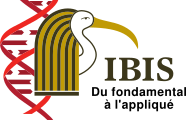 IBIS
Du fondamental
à l'appliqué